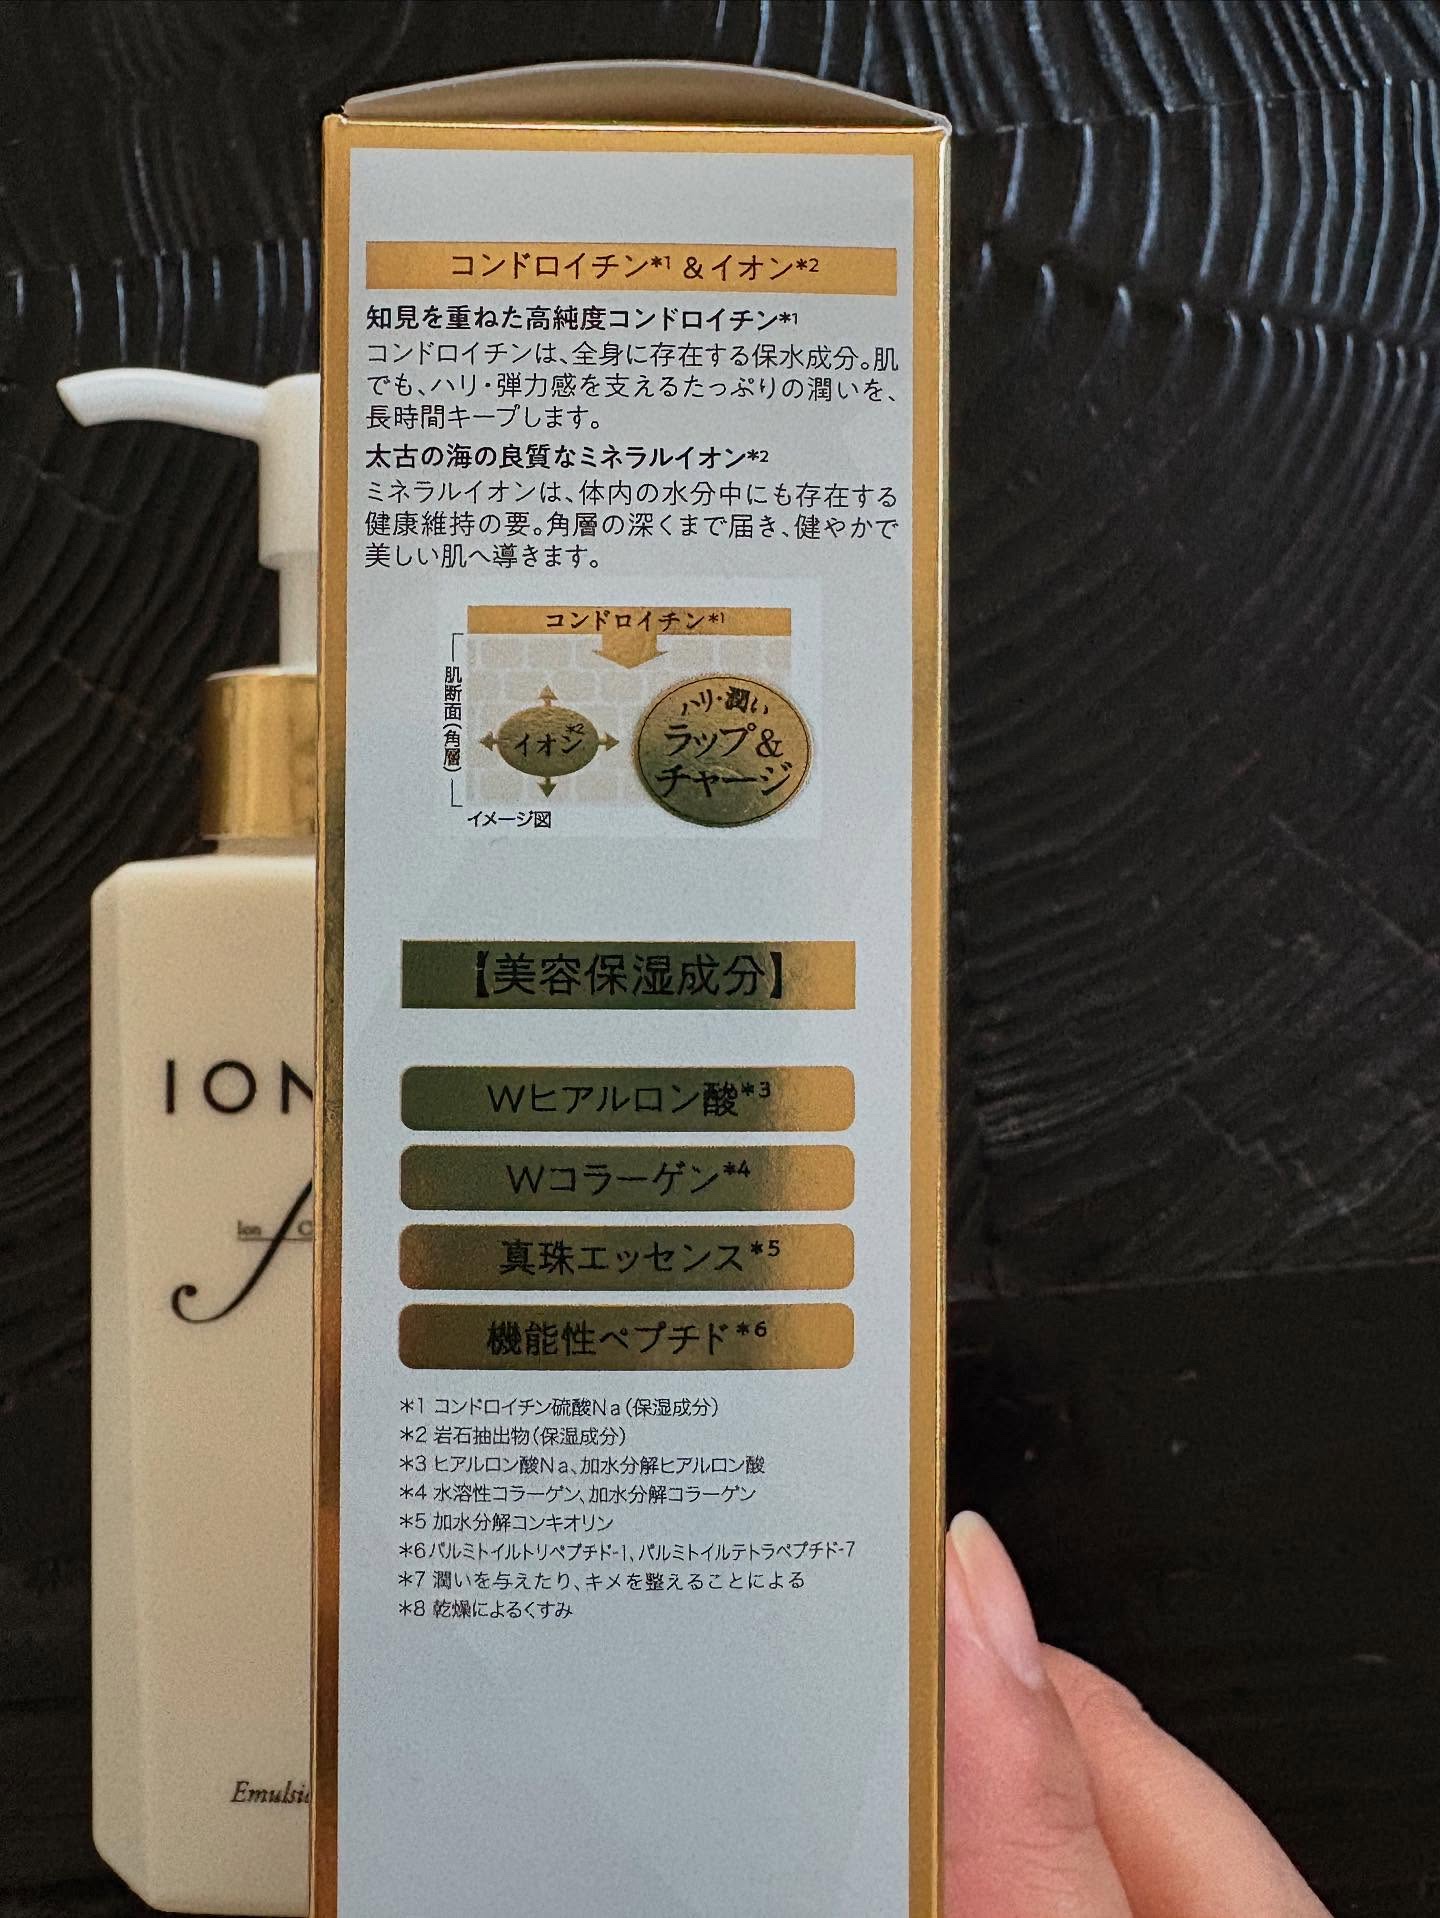 コンドロイチン*1 &イオン*2
知見を重ねた高純度コンドロイチン*1
コンドロイチンは、全身に存在する保水成分。肌
でも、ハリ・弾力感を支えるたっぷりの潤いを、
長時間キープします。
太古の海の良質なミネラルイオン*2
ミネラルイオンは、体内の水分中にも存在する
健康維持の要。角層の深くまで届き、健やかで
美しい肌へ導きます。
コンドロイチン*1
肌断面(角層)
イオン*2
ハリ・潤い
ラップ&
チャージ
イメージ図
【美容保湿成分】
Wヒアルロン酸*3
Wコラーゲン*4
真珠エッセンス*5
機能性ペプチド*6
*1 コンドロイチン硫酸Na(保湿成分)
*2 岩石抽出物(保湿成分)
*3 ヒアルロン酸Na、加水分解ヒアルロン酸
*4 水溶性コラーゲン、加水分解コラーゲン
*5 加水分解コンキオリン
*6 パルミトイルトリペプチド-1、パルミトイルテトラペプチド-7
*7 潤いを与えたり、キメを整えることによる
*8 乾燥によるくすみ
ION
f
Ion C
Emulsi